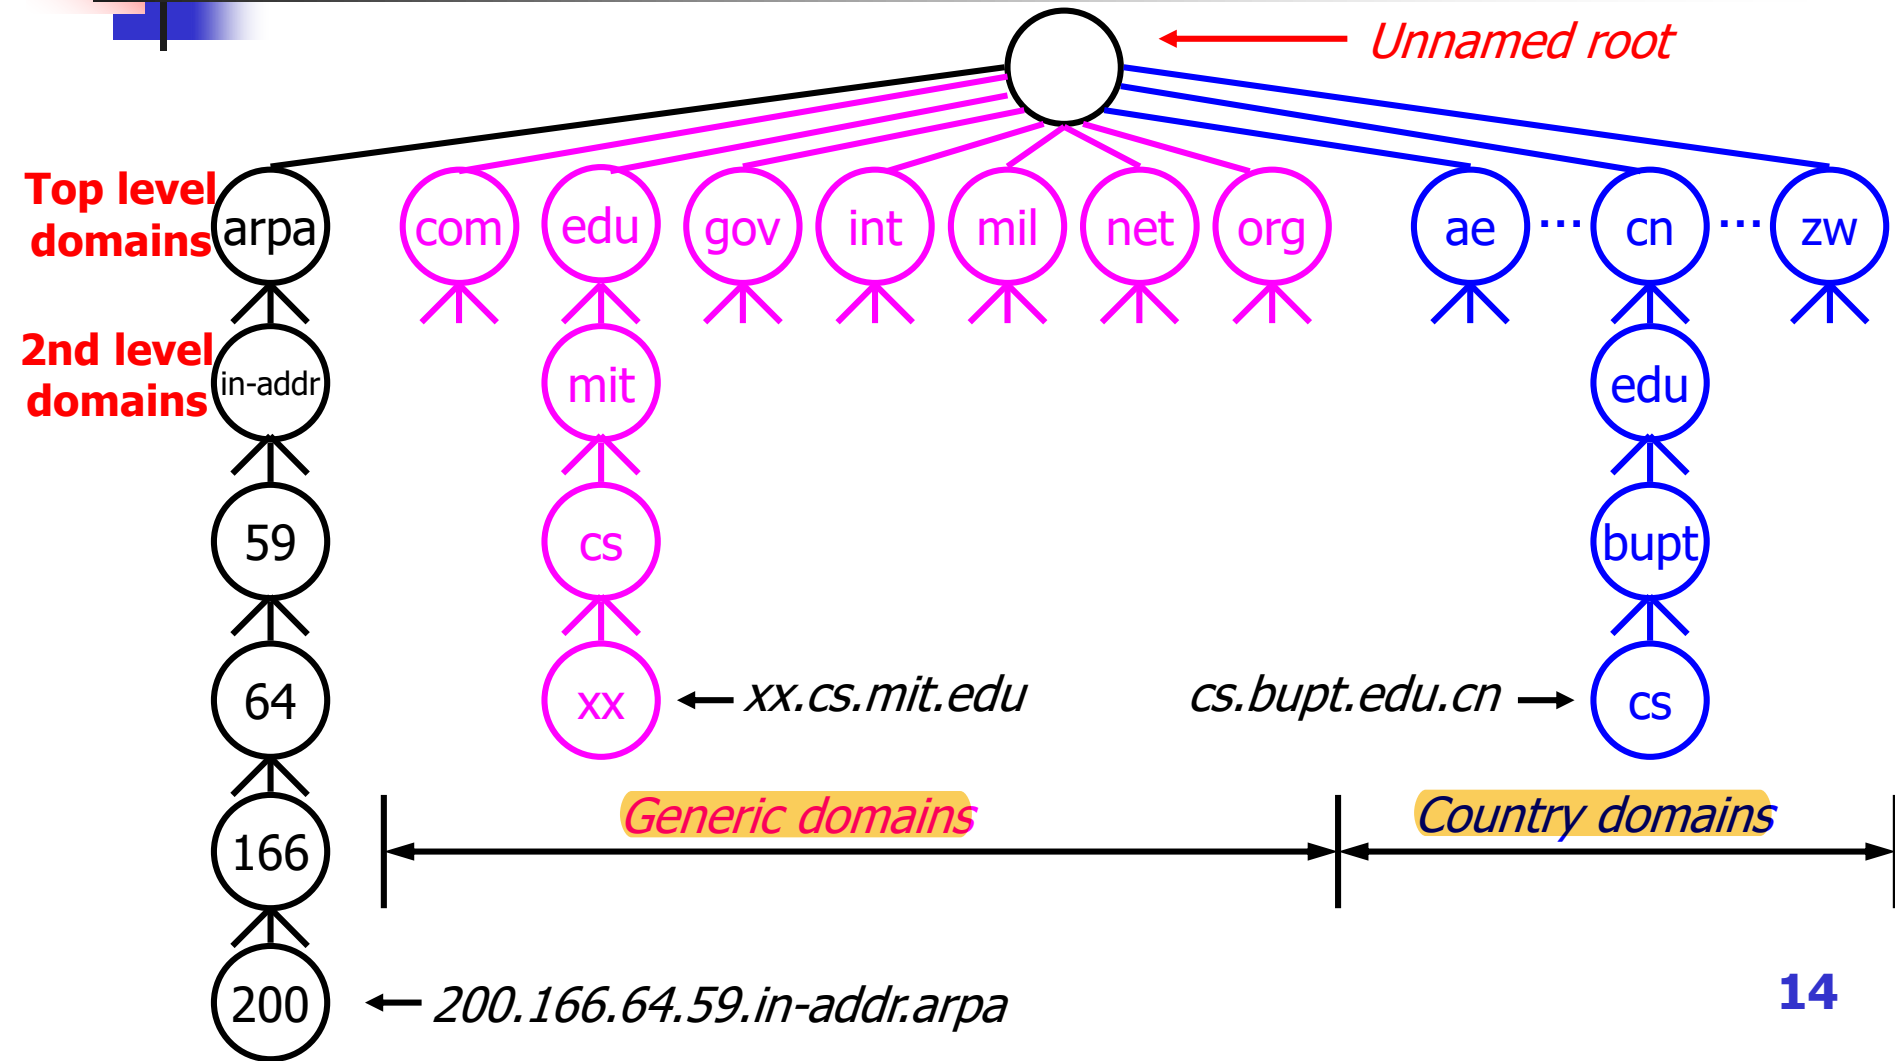 Unnamed root
Top level
domains
arpa
com
edu
gov
int
mil
net
org
ae
...
cn
...
zw
2nd level
domains
in-addr
mit
edu
59
cs
bupt
64
xx
xx.cs.mit.edu
cs.bupt.edu.cn
cs
Generic domains
Country domains
166
200
200.166.64.59.in-addr.arpa
14